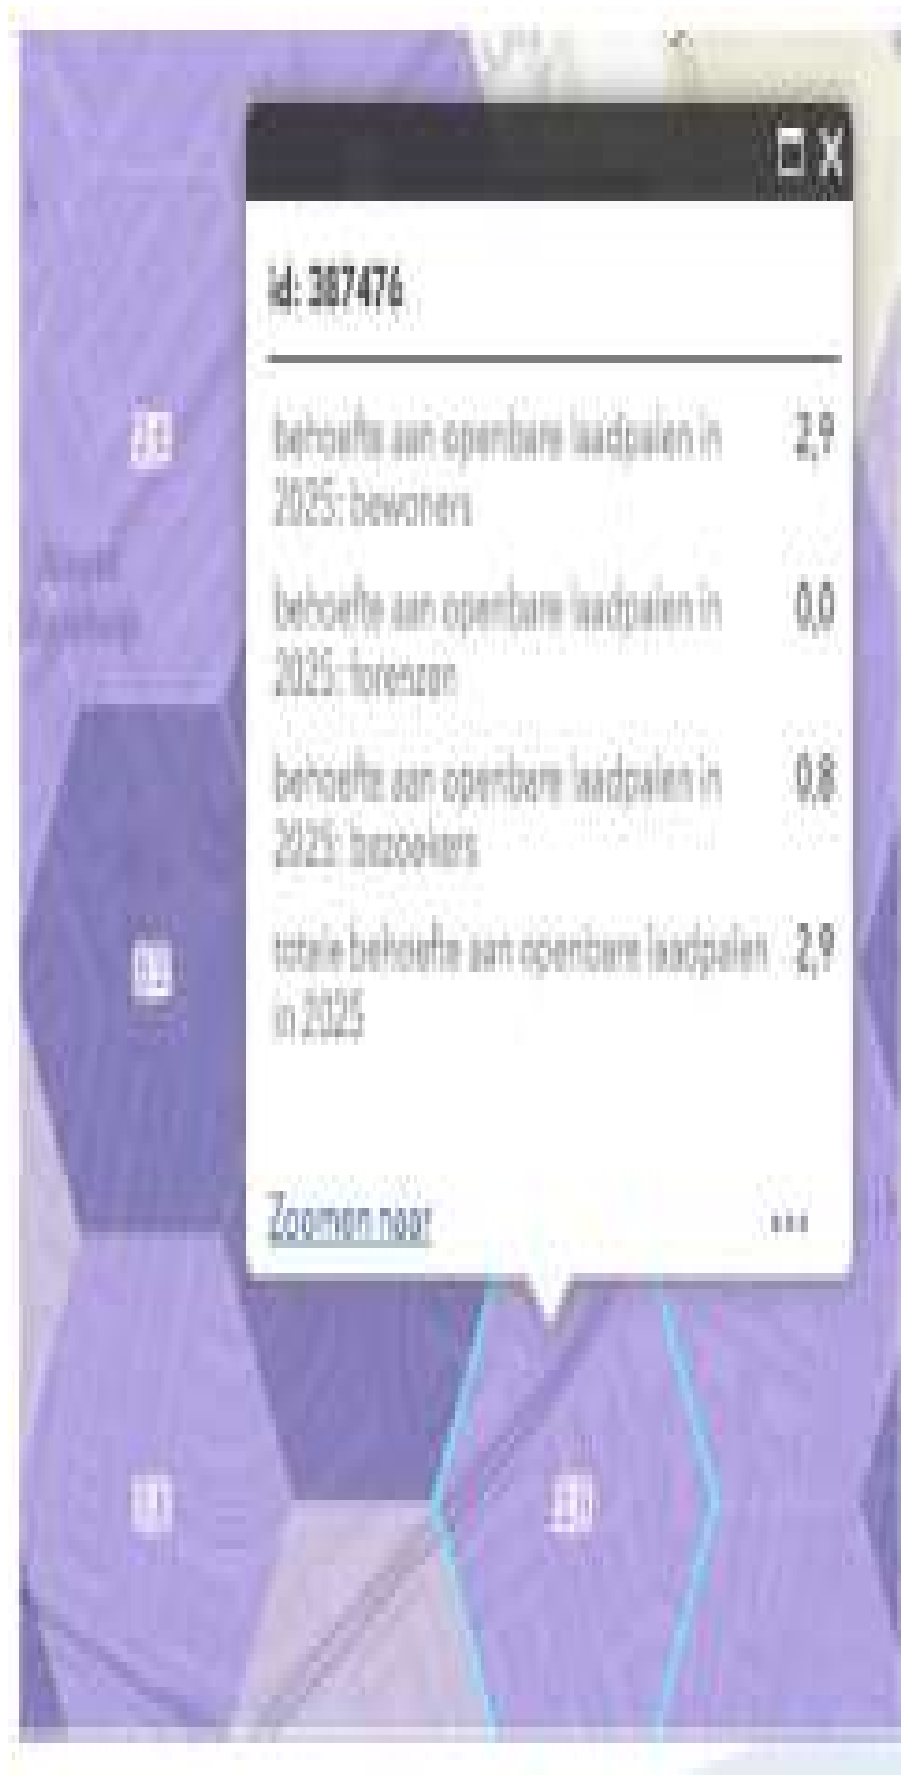 id: 387476
behoefte aan openbare laadpalen in 2,9
2025: bewoners
behoefte aan openbare laadpalen in 0,0
2025: forenzen
behoefte aan openbare laadpalen in 0,8
2025: bezoekers
totale behoefte aan openbare laadpalen 2,9
in 2025
Zoomen naar ...